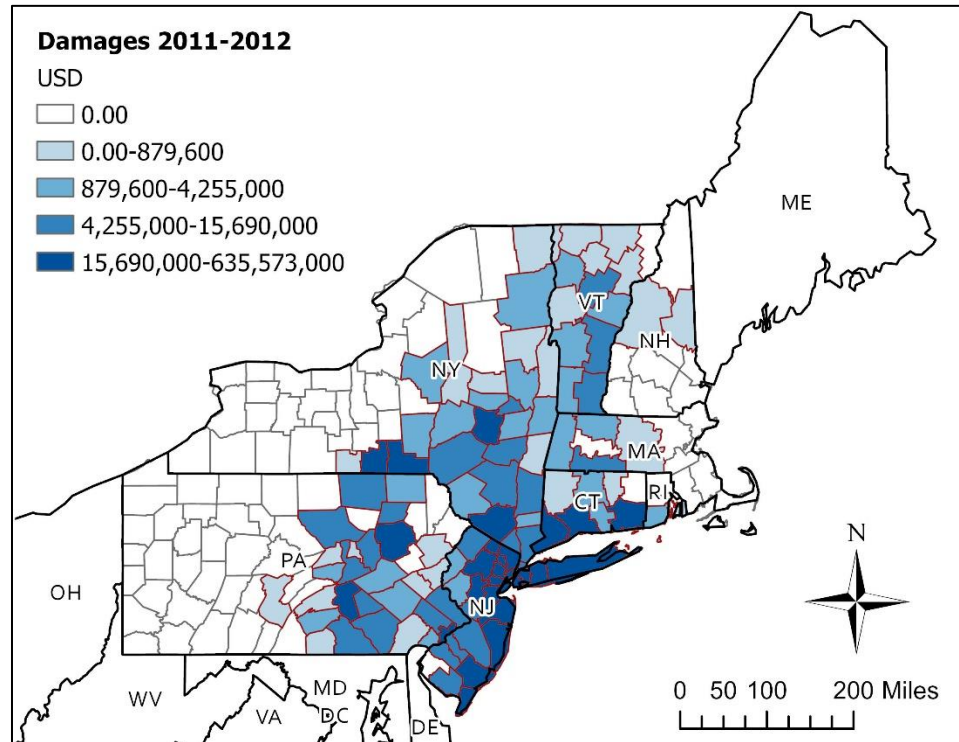 Damages 2011-2012
USD
0.00
0.00-879,600
879,600-4,255,000
4,255,000-15,690,000
15,690,000-635,573,000
ME
VT
NH
NY
MA
CT
RI
PA
NJ
OH
WV
VA
MD
DC
DE
N
0 50 100 200 Miles